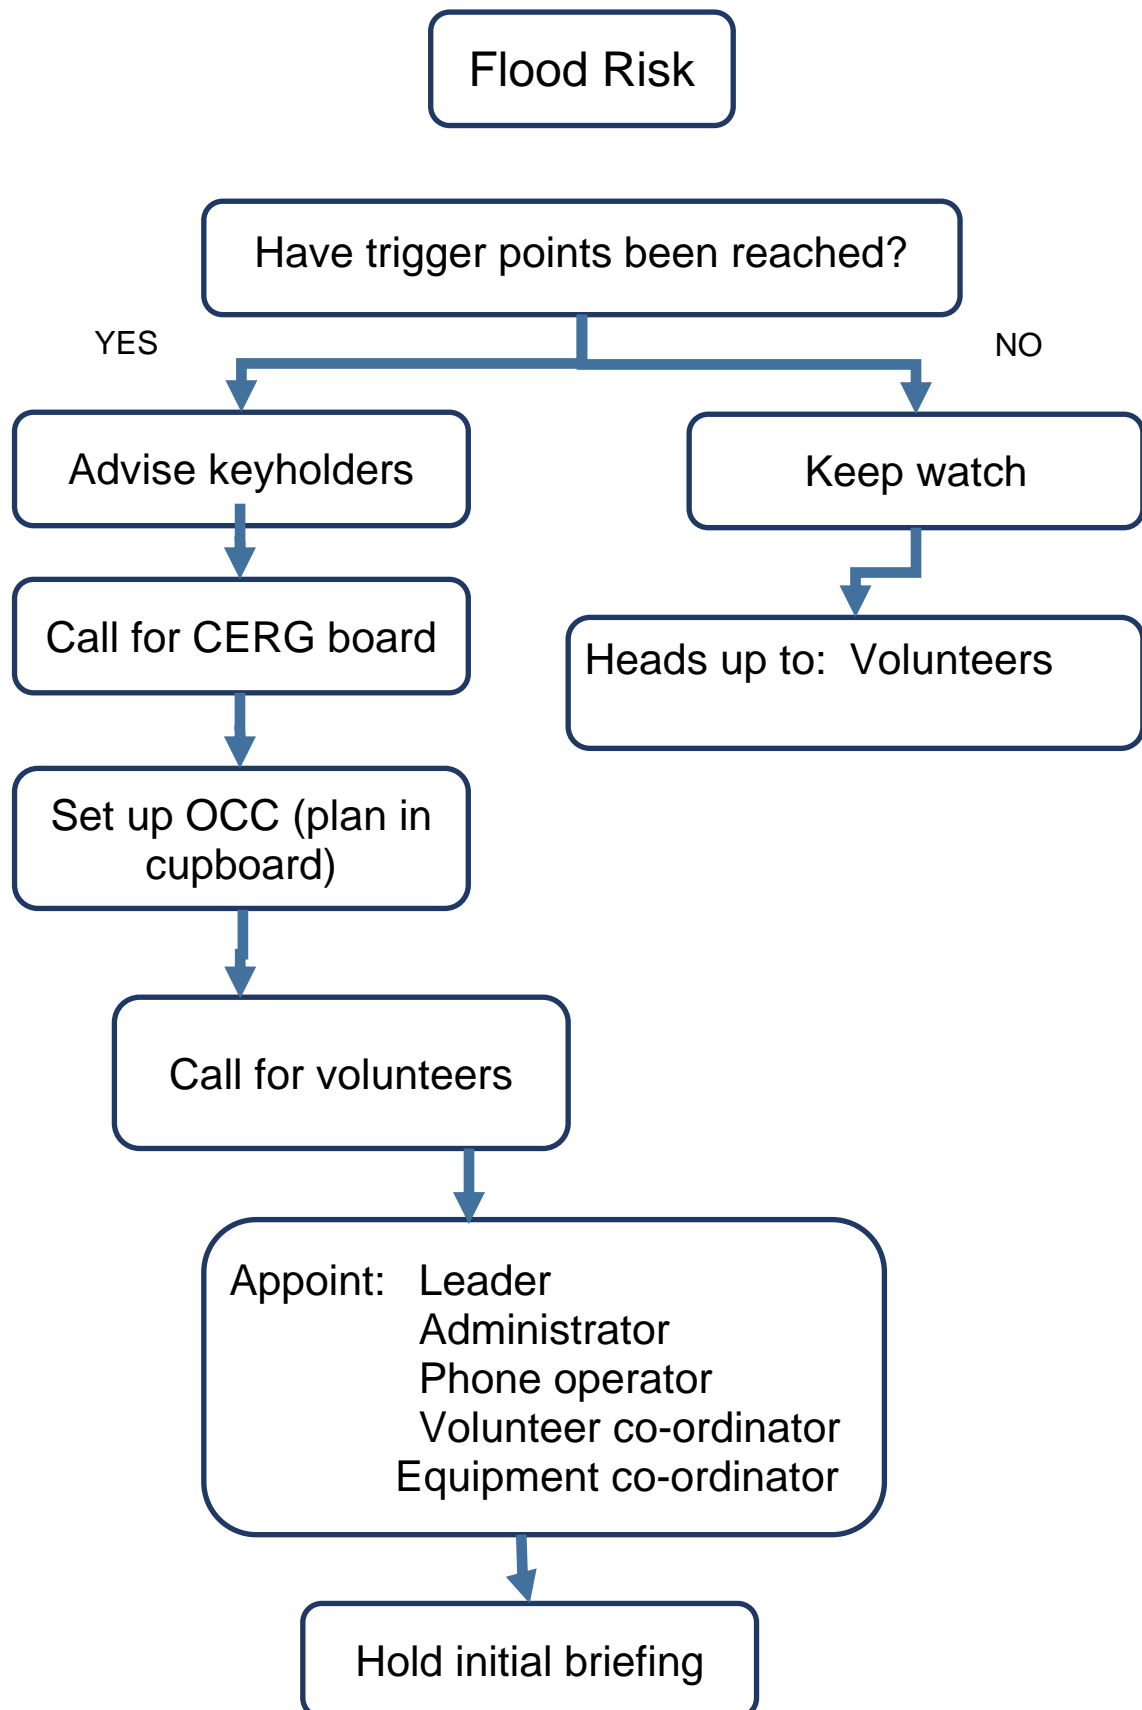 Flood Risk
Have trigger points been reached?
YES
NO
Advise keyholders
Keep watch
Call for CERG board
Heads up to:  Volunteers
Set up OCC (plan in
cupboard)
Call for volunteers
Appoint:   Leader
Administrator
Phone operator
Volunteer co-ordinator
Equipment co-ordinator
Hold initial briefing